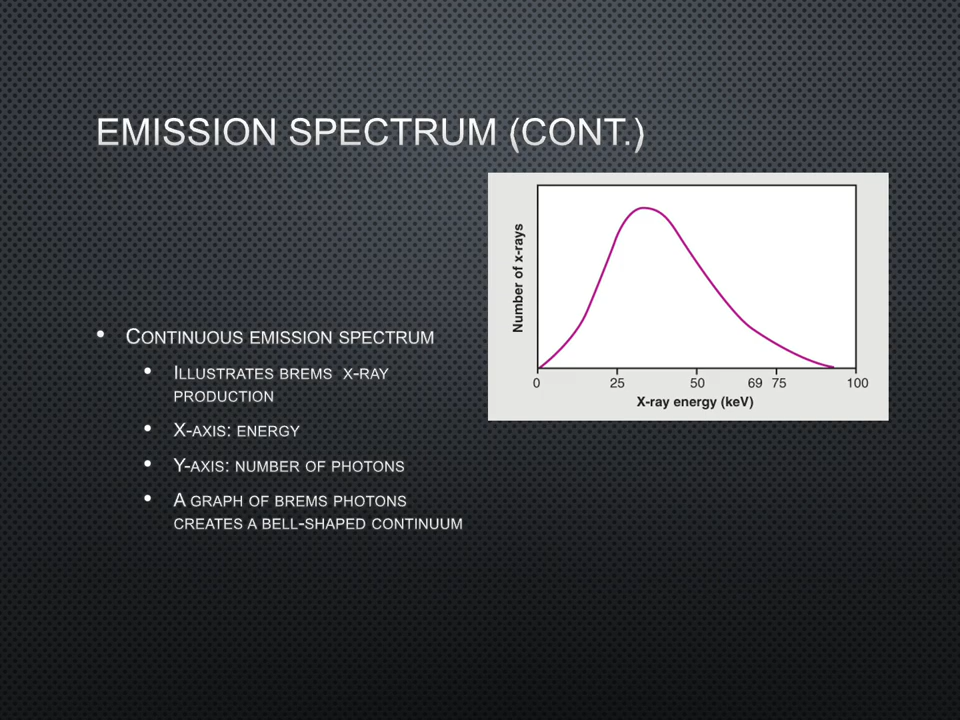 EMISSION SPECTRUM (CONT.)
• CONTINUOUS EMISSION SPECTRUM
• ILLUSTRATES BREMS X-RAY
PRODUCTION
• X-AXIS: ENERGY
• Y-AXIS: NUMBER OF PHOTONS
• A GRAPH OF BREMS PHOTONS
CREATES A BELL-SHAPED CONTINUUM
Number of x-rays
0 25 50 69 75 100
X-ray energy (keV)